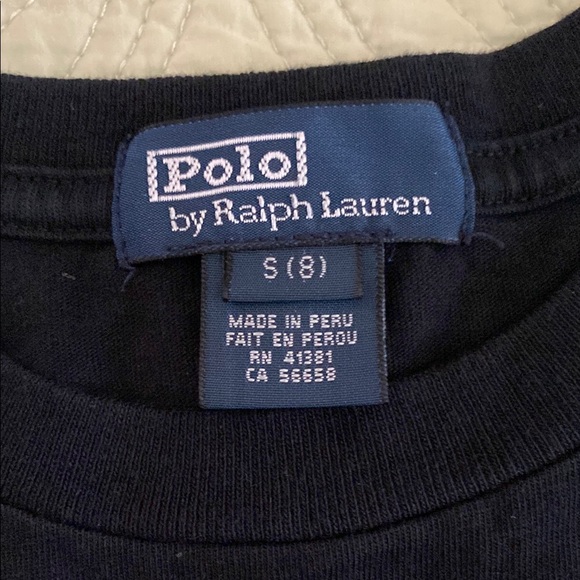 Polo
by Ralph Lauren
S (8)
MADE IN PERU
FAIT EN PEROU
RN 41381
CA 56658